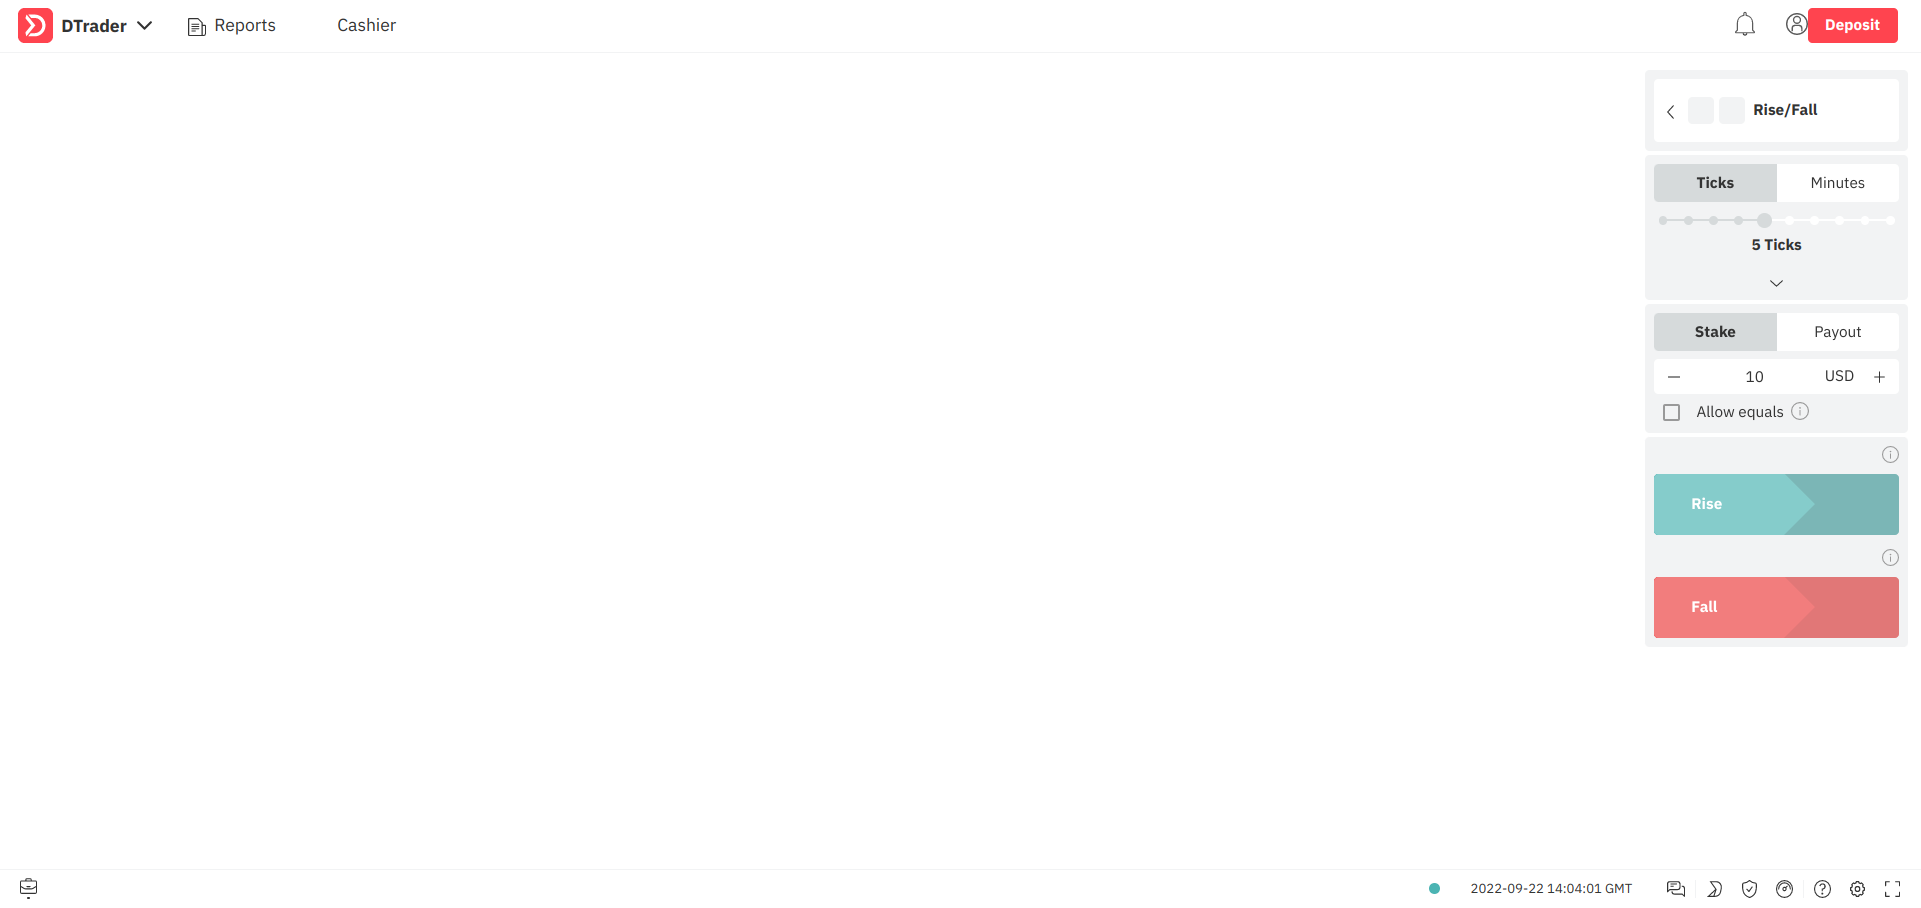 DTrader
Reports
Cashier
Deposit
Rise/Fall
Ticks
Minutes
5 Ticks
Stake
Payout
10
USD
Allow equals
Rise
Fall
2022-09-22 14:04:01 GMT